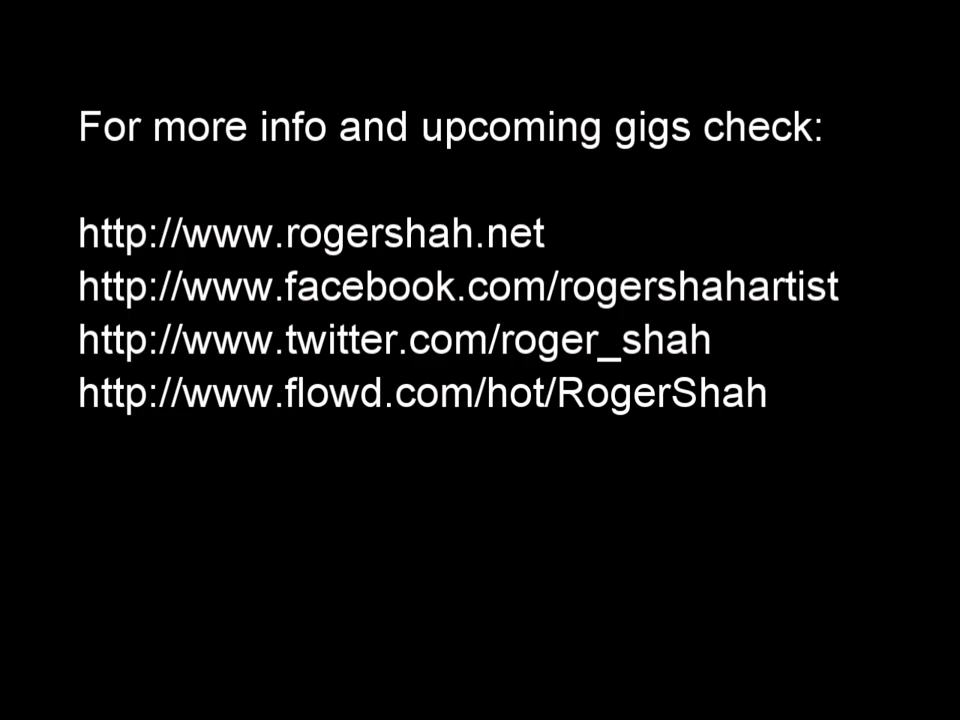 For more info and upcoming gigs check:
http://www.rogershah.net
http://www.facebook.com/rogershahartist
http://www.twitter.com/roger_shah
http://www.flowd.com/hot/RogerShah